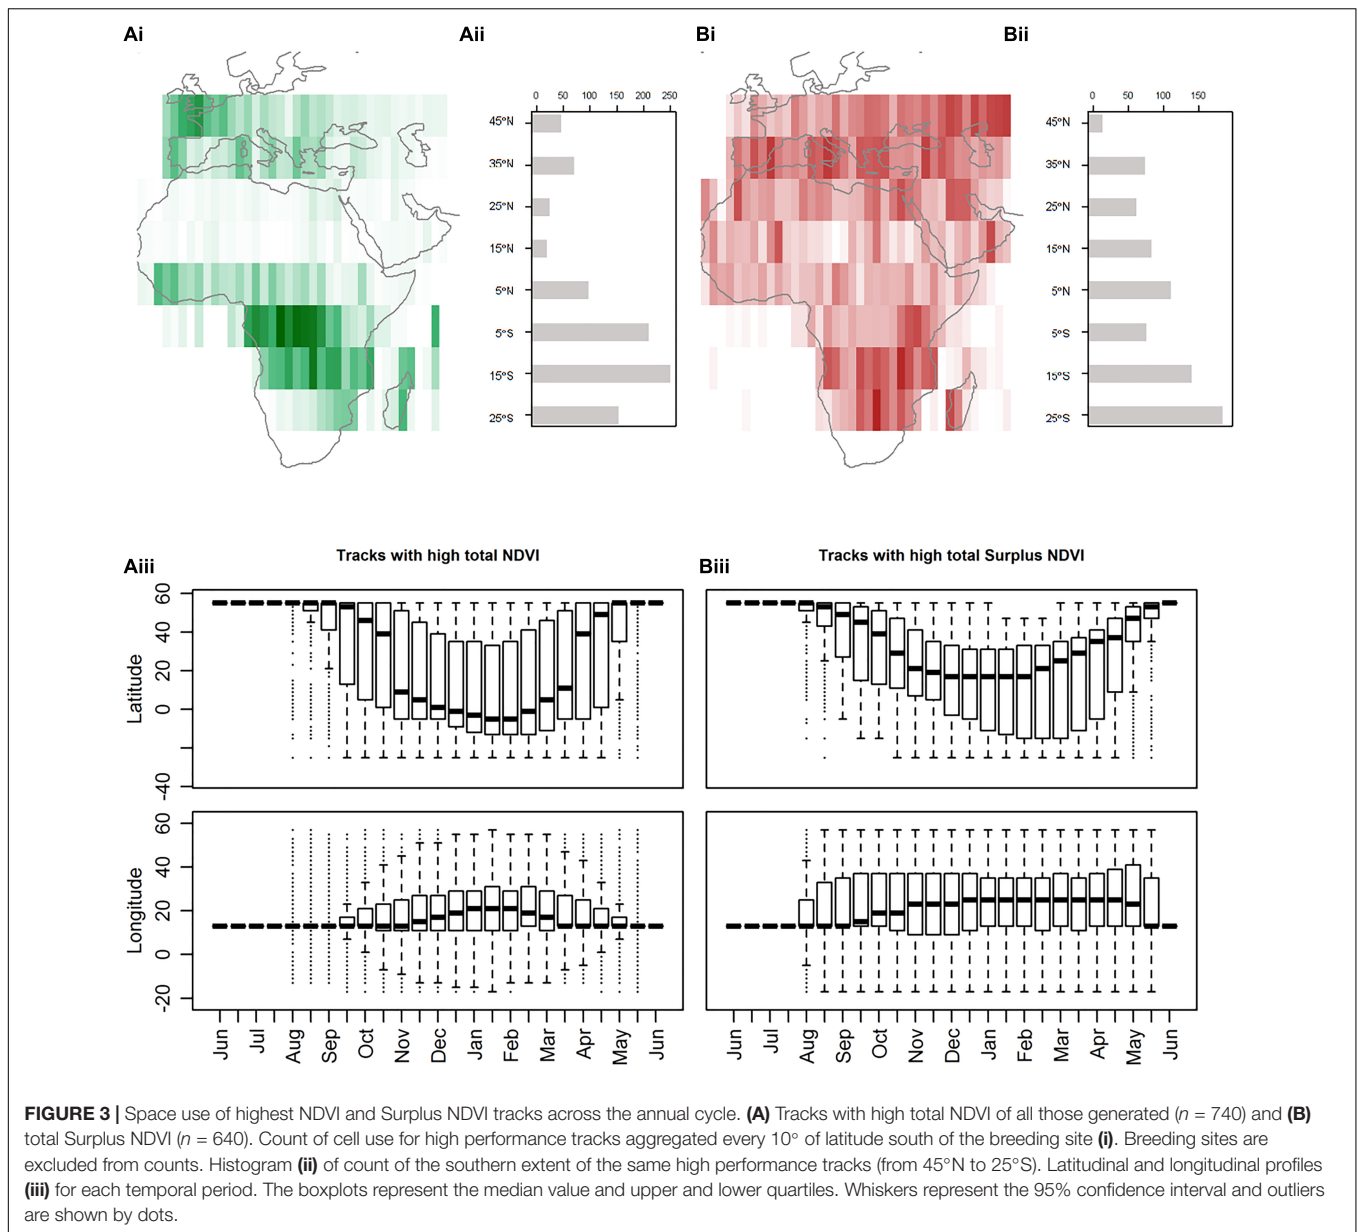 Ai
Aii
Bi
Bii
0 50 100 150 200 250
0 50 100 150
45°N
35°N
25°N
15°N
5°N
5°S
15°S
25°S
45°N
35°N
25°N
15°N
5°N
5°S
15°S
25°S
Aiii
Tracks with high total NDVI
Biii
Tracks with high total Surplus NDVI
Latitude
60
40
20
0
-40
Longitude
60
40
20
0
-20
Jun Jul Aug Sep Oct Nov Dec Jan Feb Mar Apr May Jun
Jun Jul Aug Sep Oct Nov Dec Jan Feb Mar Apr May Jun
FIGURE 3 | Space use of highest NDVI and Surplus NDVI tracks across the annual cycle. (A) Tracks with high total NDVI of all those generated (n = 740) and (B)
total Surplus NDVI (n = 640). Count of cell use for high performance tracks aggregated every 10° of latitude south of the breeding site (i). Breeding sites are
excluded from counts. Histogram (ii) of count of the southern extent of the same high performance tracks (from 45°N to 25°S). Latitudinal and longitudinal profiles
(iii) for each temporal period. The boxplots represent the median value and upper and lower quartiles. Whiskers represent the 95% confidence interval and outliers
are shown by dots.